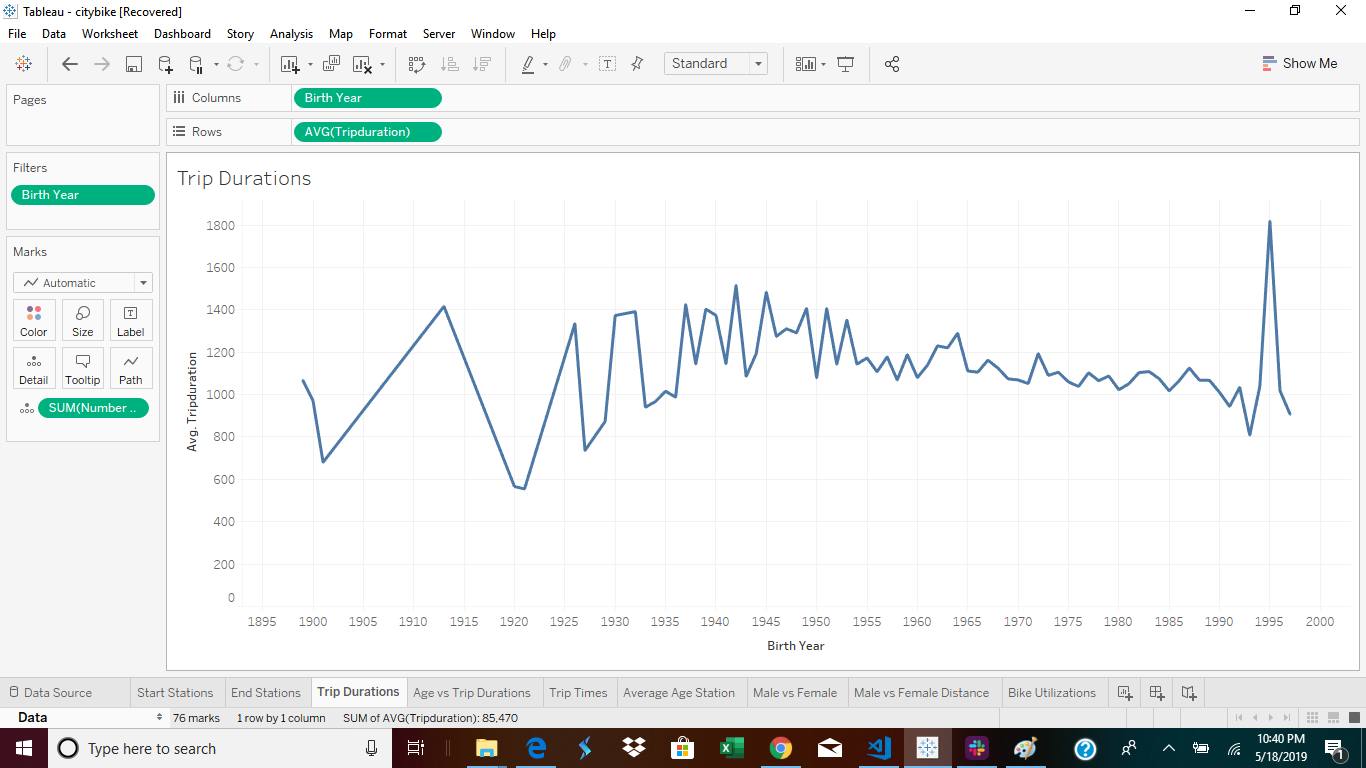 Tableau - citybike [Recovered]
File Data Worksheet Dashboard Story Analysis Map Format Server Window Help
Standard
Show Me
Pages
Columns
Birth Year
Rows
AVG(Tripduration)
Filters
Birth Year
Marks
Automatic
Color Size Label
Detail Tooltip Path
SUM(Number ..
Trip Durations
Avg. Tripduration
1800
1600
1400
1200
1000
800
600
400
200
0
1895 1900 1905 1910 1915 1920 1925 1930 1935 1940 1945 1950 1955 1960 1965 1970 1975 1980 1985 1990 1995 2000
Birth Year
Data Source Start Stations End Stations Trip Durations Age vs Trip Durations Trip Times Average Age Station Male vs Female Male vs Female Distance Bike Utilizations
Data 76 marks 1 row by 1 column SUM of AVG(Tripduration): 85,470
Type here to search
10:40 PM
5/18/2019
1